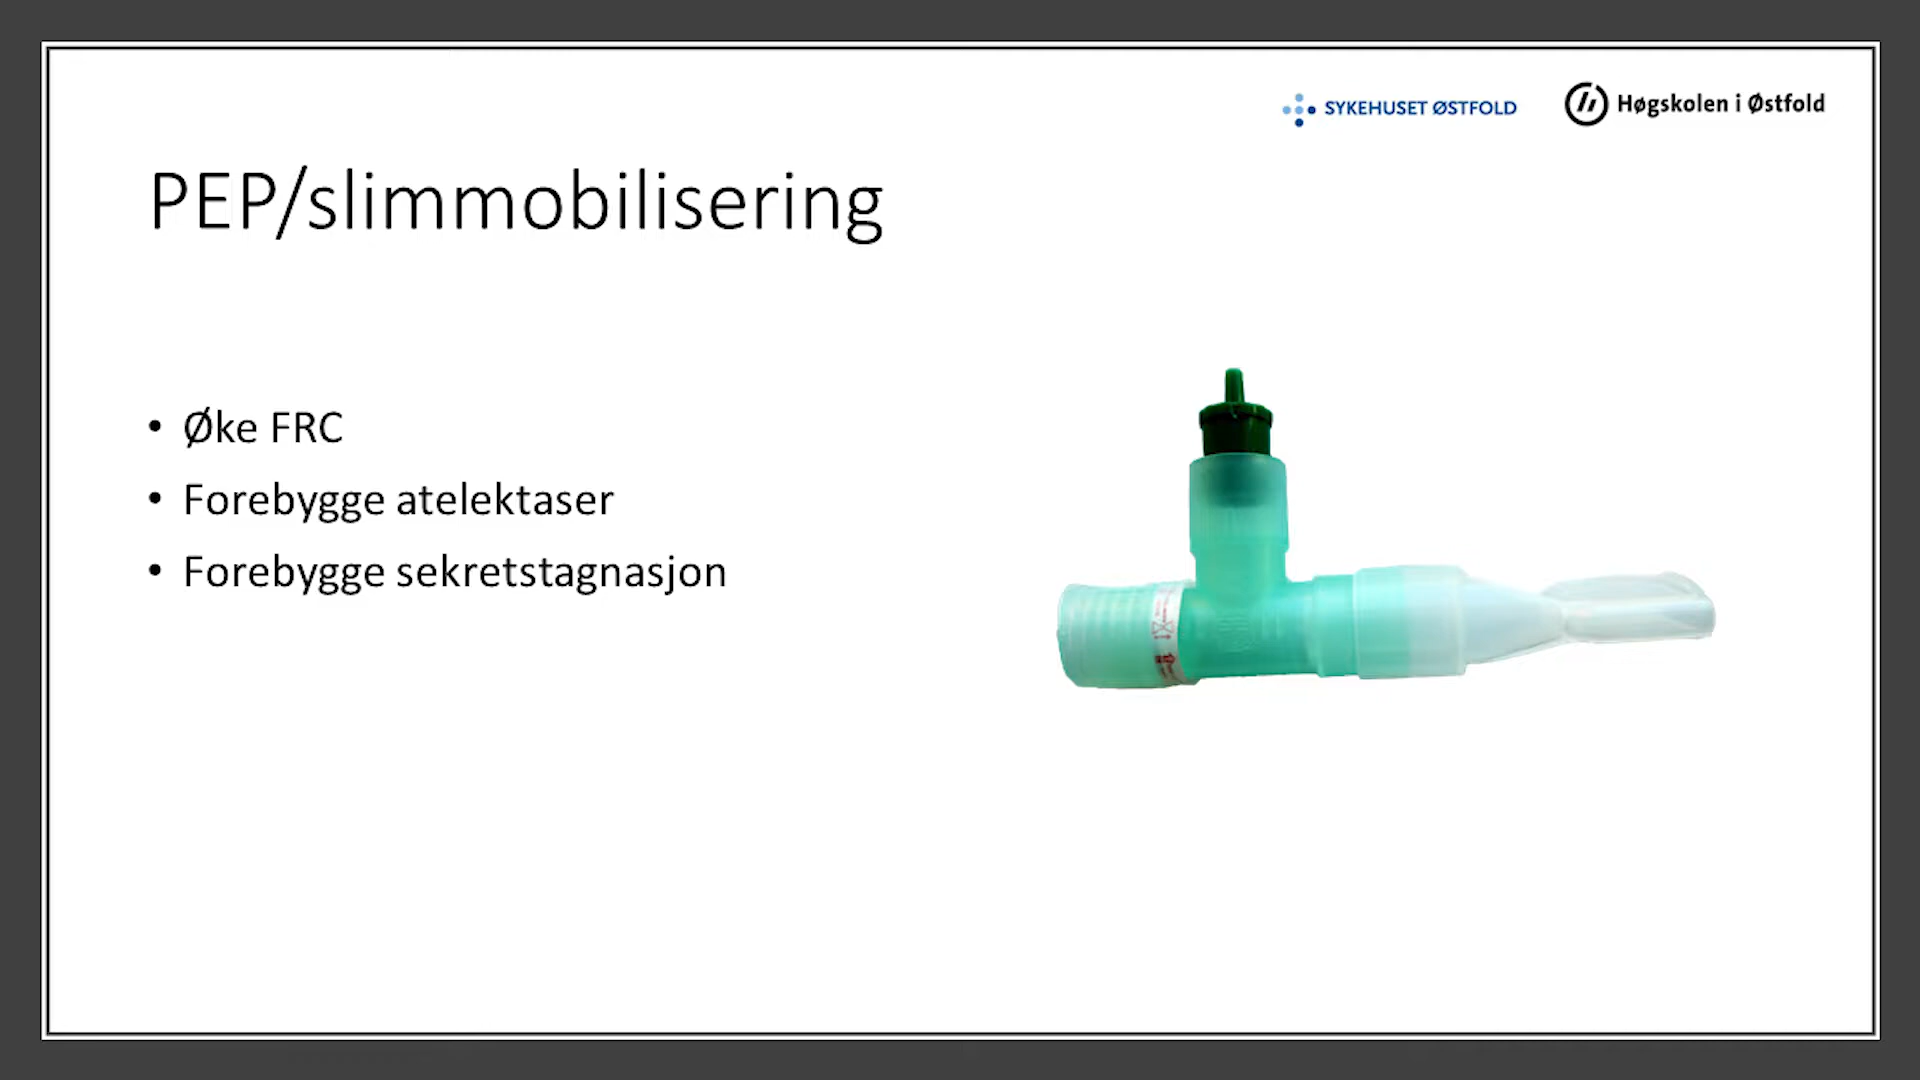 SYKEHUSET ØSTFOLD
Høgskolen i Østfold
PEP/slimmobilisering
• Øke FRC
• Forebygge atelektaser
• Forebygge sekretstagnasjon